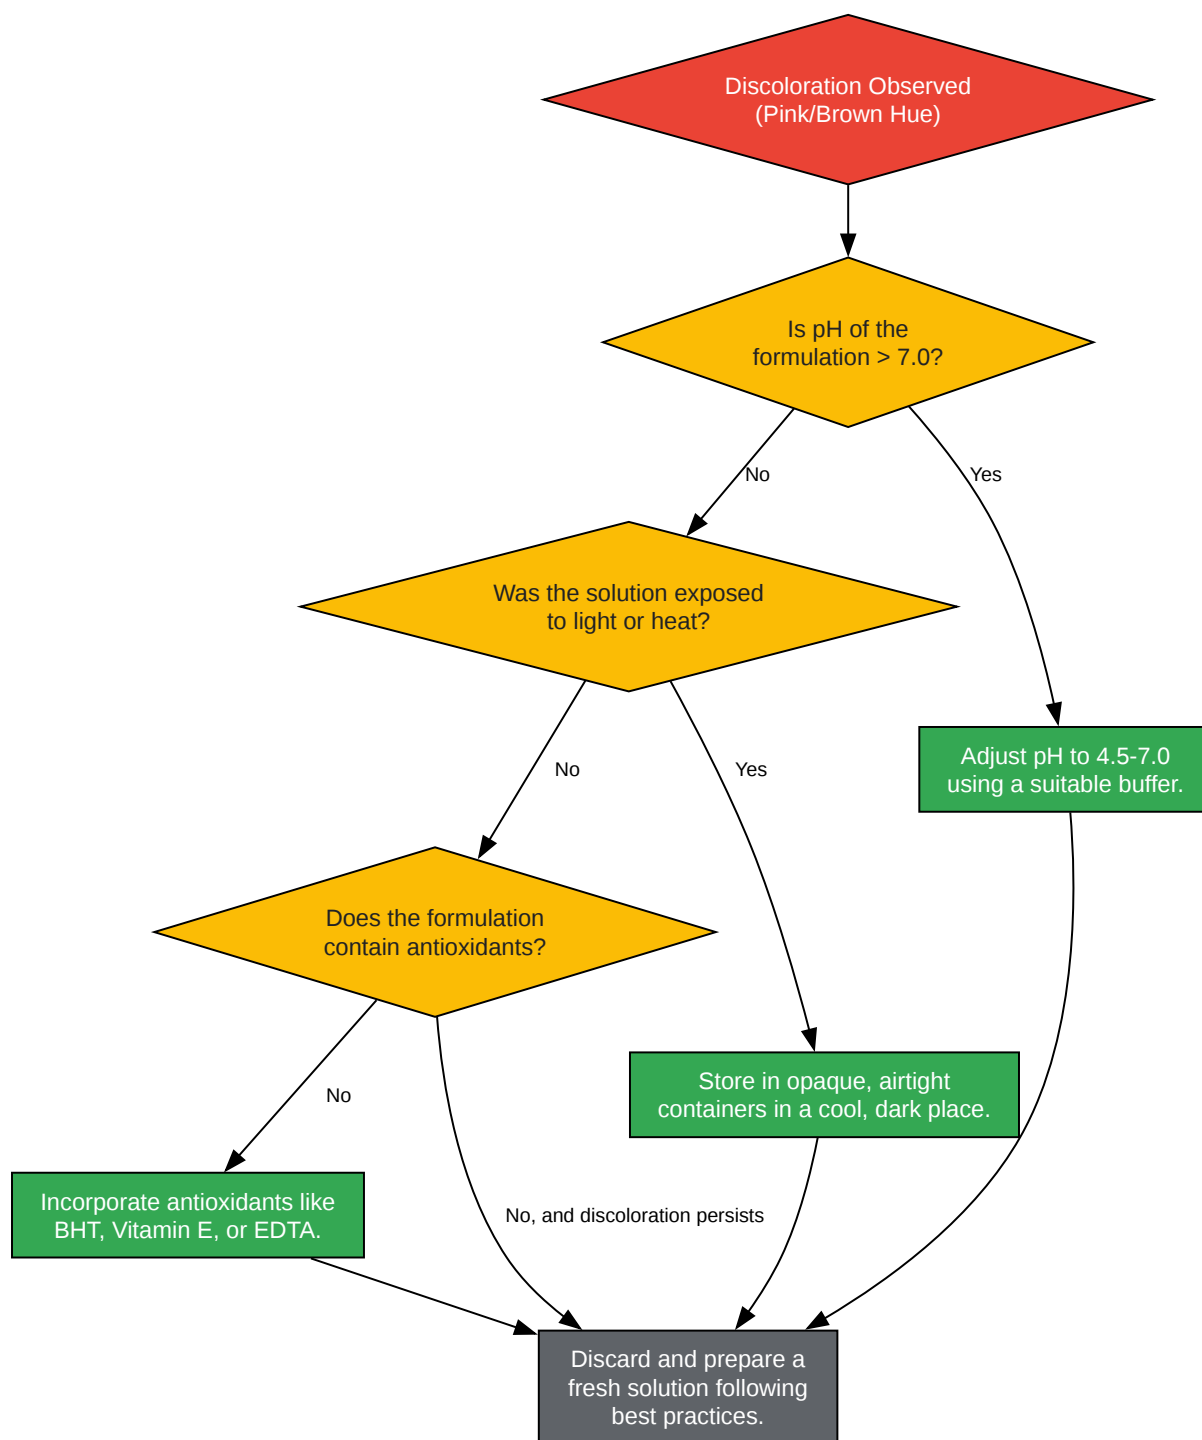 Discoloration Observed
(Pink/Brown Hue)
Is pH of the
formation > 7.0?
No
Yes
Was the solution exposed
to light or heat?
Adjust pH to 4.5-7.0
using a suitable buffer.
No
Yes
Does the formulation
contain antioxidants?
Store in opaque, airtight
containers in a cool, dark place.
No
Incorporate antioxidants like
BHT, Vitamin E, or EDTA.
No, and discoloration persists
Discard and prepare a
fresh solution following
best practices.